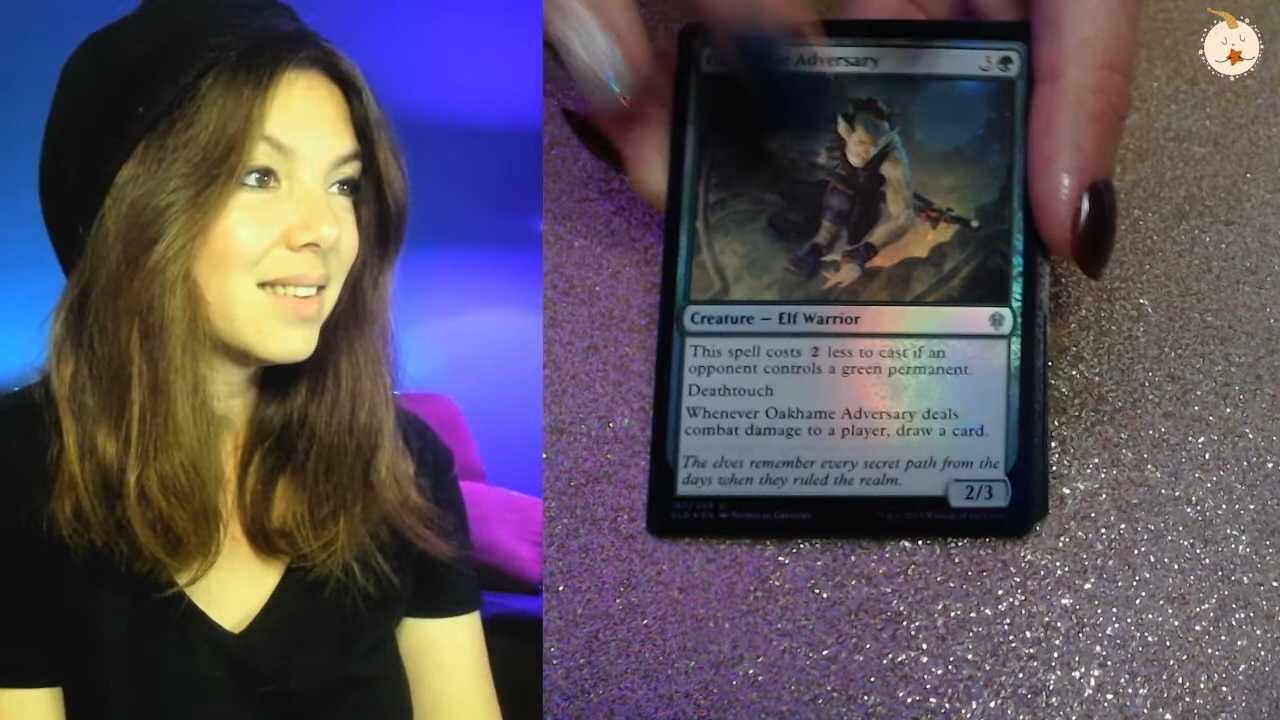 Adversary 3
Creature — Elf Warrior
This spell costs 2 less to cast if an
opponent controls a green permanent.
Deathtouch
Whenever Oakhame Adversary deals
combat damage to a player, draw a card.
The elves remember every secret path from the
days when they ruled the realm.
2/3